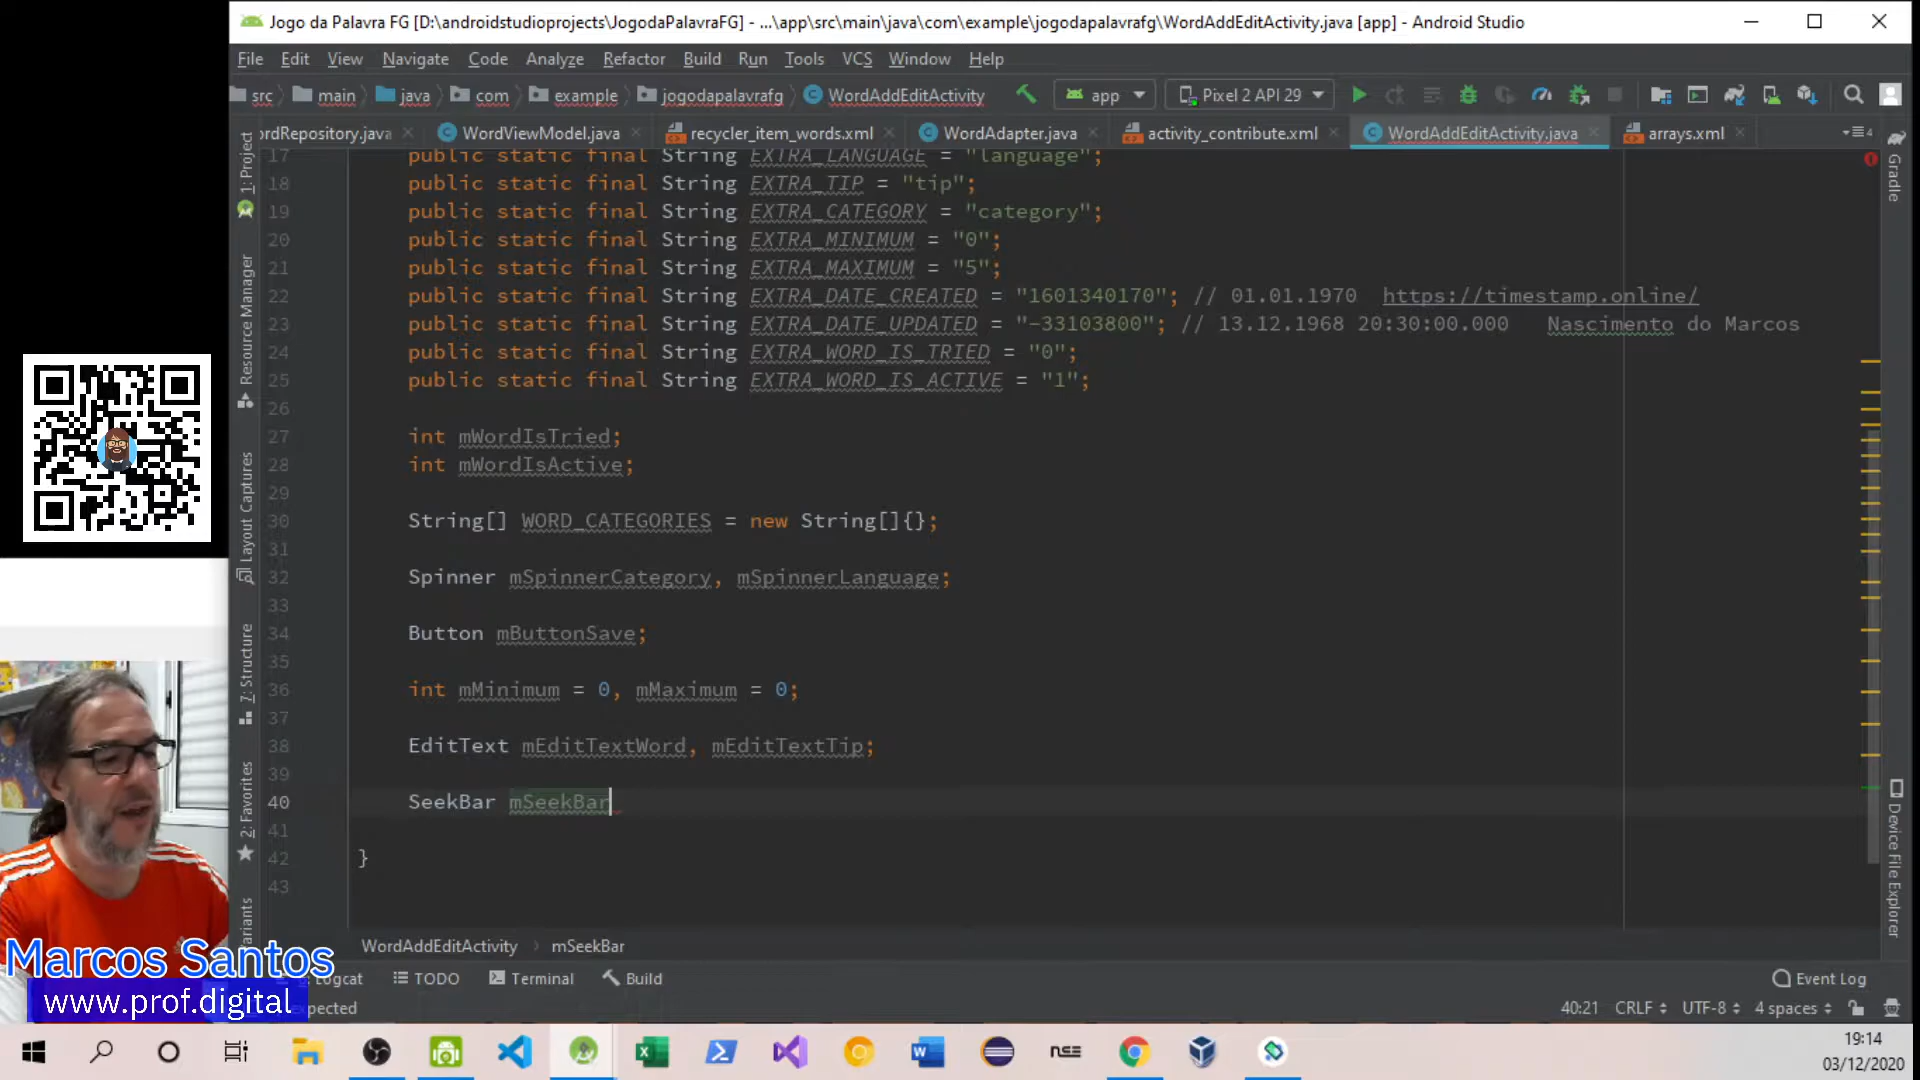 Jogo da Palavra FG [D:\androidstudioprojects\JogodaPalavraFG] - ...\app\src\main\java\com\example\jogodapalavrafg\WordAddEditActivity.java [app] - Android Studio
File Edit View Navigate Code Analyze Refactor Build Run Tools VCS Window Help
src main java com example jogodapalavrafg WordAddEditActivity app Pixel 2 API 29
ordRepository.java WordViewModel.java recycler_item_words.xml WordAdapter.java activity_contribute.xml WordAddEditActivity.java arrays.xml 4
1: Project
Resource Manager
Layout Captures
7: Structure
2: Favorites
ariants
Gradle
Device File Explorer
17 public static final String EXTRA_LANGUAGE = "language";
18 public static final String EXTRA_TIP = "tip";
19 public static final String EXTRA_CATEGORY = "category";
20 public static final String EXTRA_MINIMUM = "0";
21 public static final String EXTRA_MAXIMUM = "5";
22 public static final String EXTRA_DATE_CREATED = "1601340170"; // 01.01.1970 https://timestamp.online/
23 public static final String EXTRA_DATE_UPDATED = "-33103800"; // 13.12.1968 20:30:00.000 Nascimento do Marcos
24 public static final String EXTRA_WORD_IS_TRIED = "0";
25 public static final String EXTRA_WORD_IS_ACTIVE = "1";
26
27 int mWordIsTried;
28 int mWordIsActive;
29
30 String[] WORD_CATEGORIES = new String[]{};
31
32 Spinner mSpinnerCategory, mSpinnerLanguage;
33
34 Button mButtonSave;
35
36 int mMinimum = 0, mMaximum = 0;
37
38 EditText mEditTextWord, mEditTextTip;
39
40 SeekBar mSeekBar
41
42 }
43
WordAddEditActivity mSeekBar
Logcat TODO Terminal Build Event Log
expected 40:21 CRLF UTF-8 4 spaces
Marcos Santos
www.prof.digital
NSE
19:14
03/12/2020